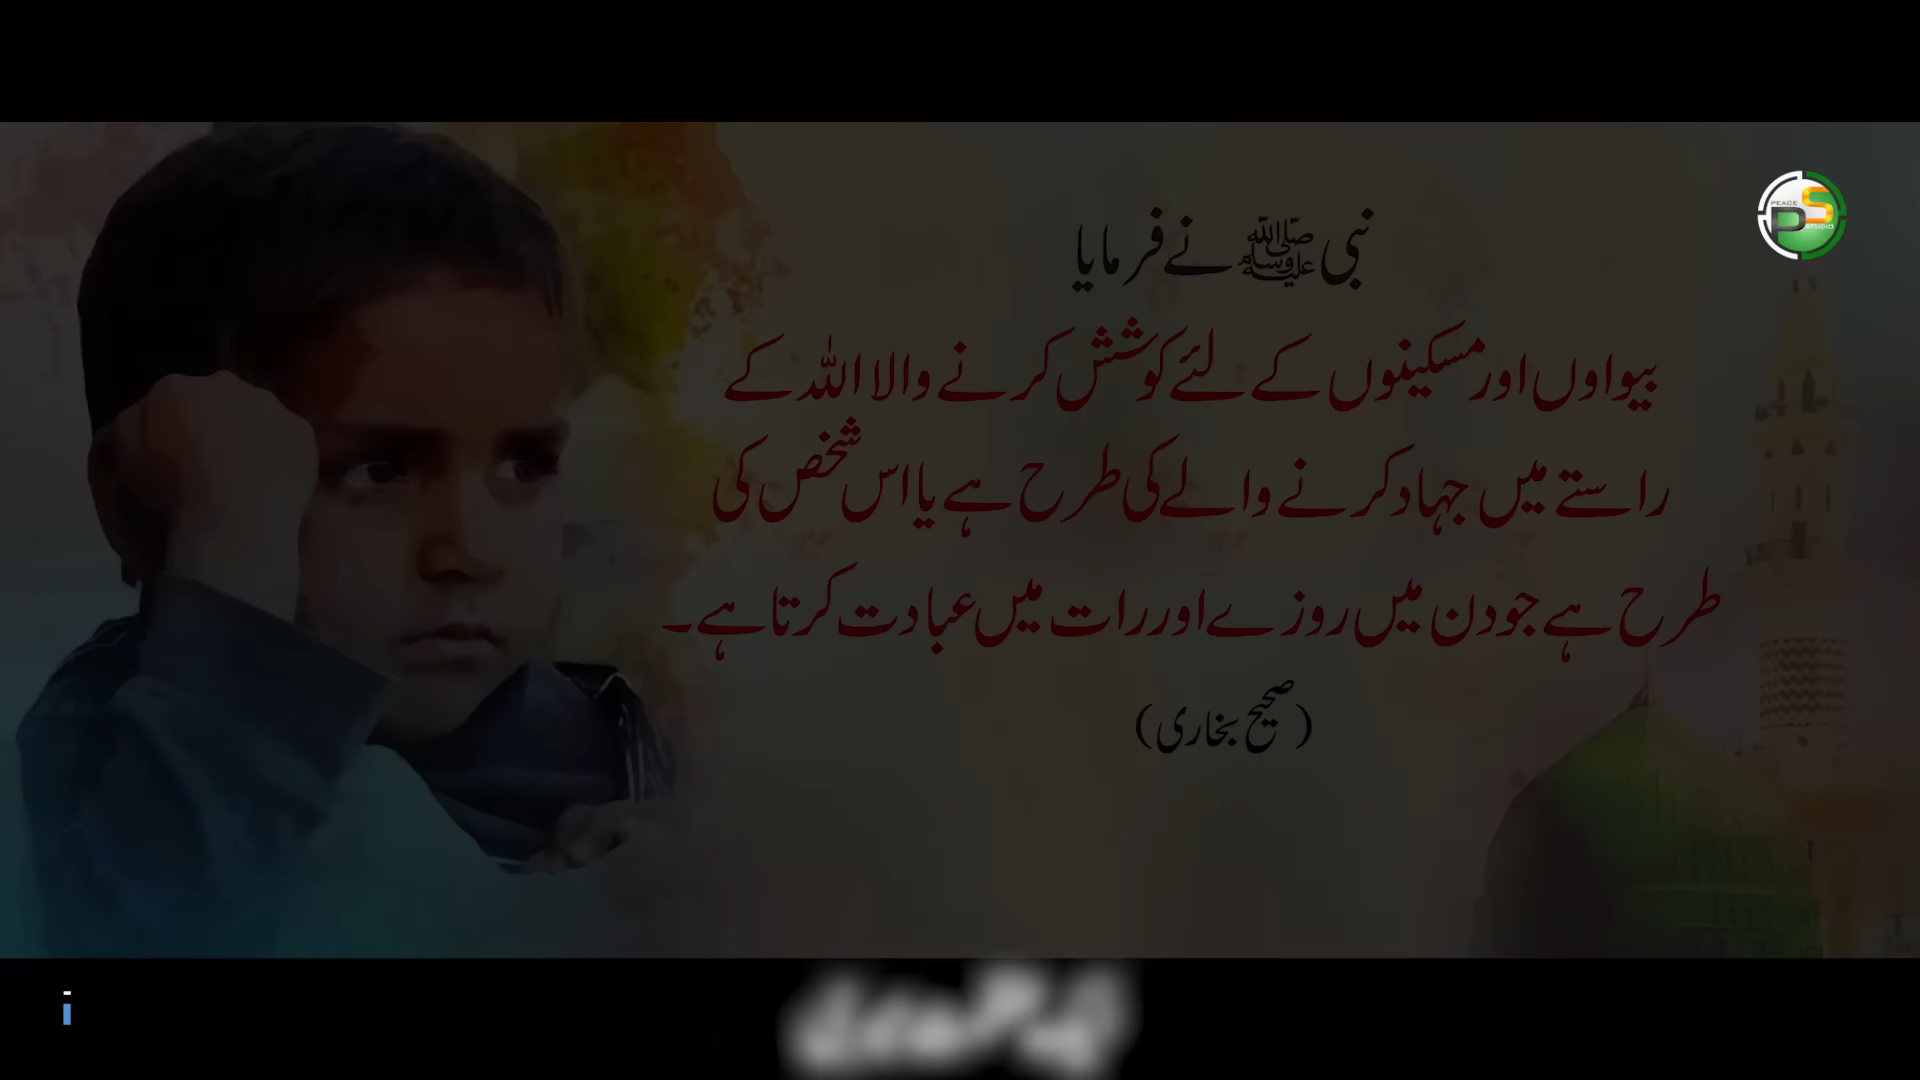 نبی ﷺ نے فرمایا
بیواوں اور مسکینوں کے لئے کوشش کرنے والا اللہ کے
راستے میں جہاد کرنے والے کی طرح ہے یا اس شخص کی
طرح ہے جو دن میں روزے اور رات میں عبادت کرتا ہے۔
(صحیح بخاری)
PEACE
PS
STUDIO